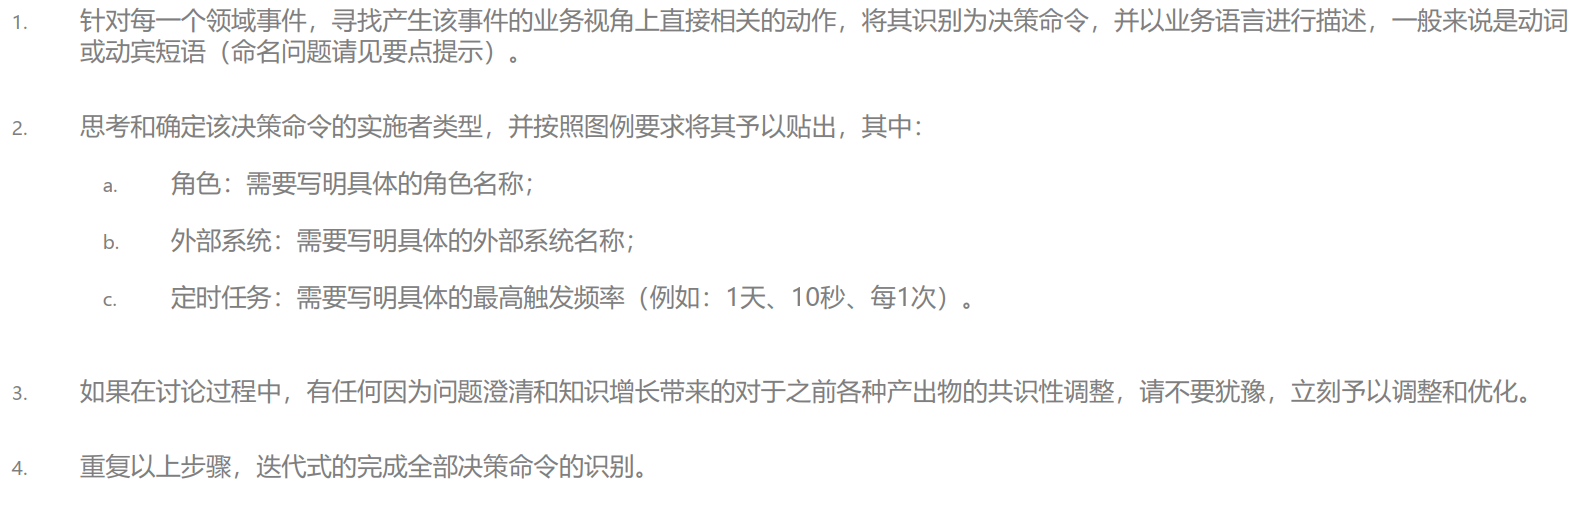 1. 针对每一个领域事件，寻找产生该事件的业务视角上直接相关的动作，将其识别为决策命令，并以业务语言进行描述，一般来说是动词
或动宾短语（命名问题请见要点提示）。
2. 思考和确定该决策命令的实施者类型，并按照图例要求将其予以贴出，其中：
a. 角色：需要写明具体的角色名称；
b. 外部系统：需要写明具体的外部系统名称；
c. 定时任务：需要写明具体的最高触发频率（例如：1天、10秒、每1次）。
3. 如果在讨论过程中，有任何因为问题澄清和知识增长带来的对于之前各种产出物的共识性调整，请不要犹豫，立刻予以调整和优化。
4. 重复以上步骤，迭代式的完成全部决策命令的识别。